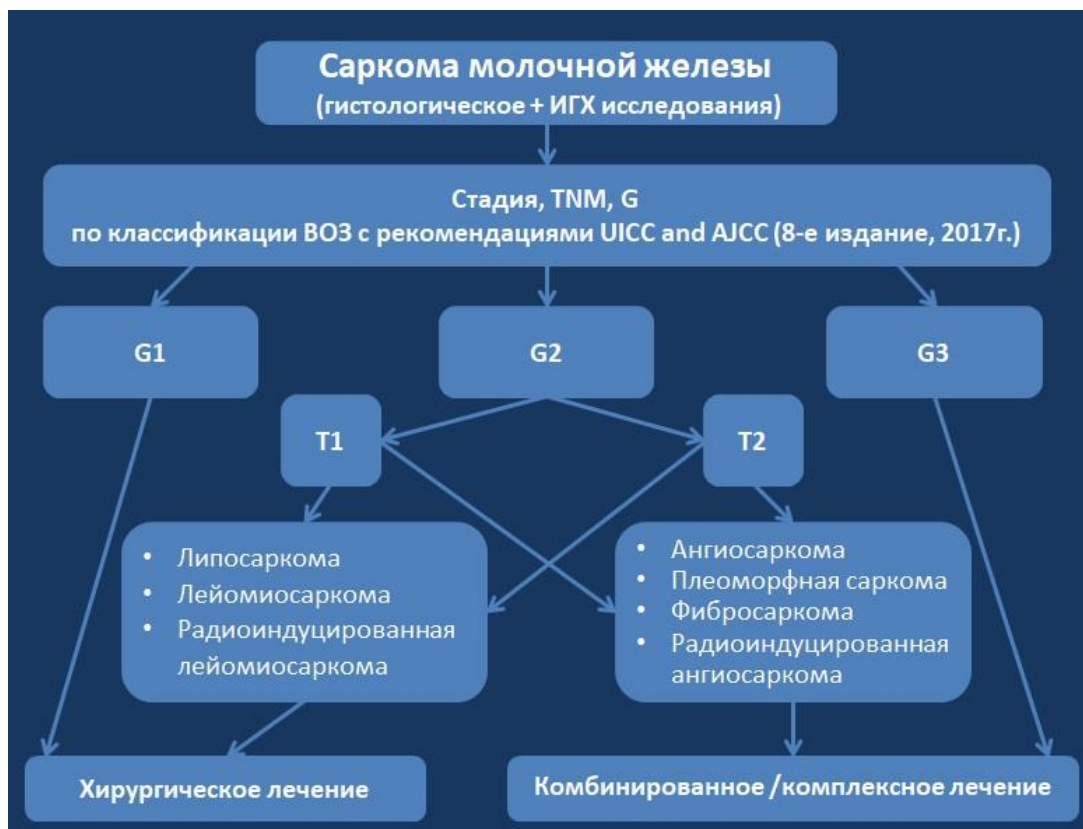 Саркома молочной железы
(гистологическое + ИГХ исследования)
Стадия, TNM, G
по классификации ВОЗ с рекомендациями UICC and AJCC (8-е издание, 2017г.)
G1
G2
G3
T1
T2
• Липосаркома
• Лейомиосаркома
• Радиоиндуцированная
лейомиосаркома
• Ангиосаркома
• Плеоморфная саркома
• Фибросаркома
• Радиоиндуцированная
ангиосаркома
Хирургическое лечение
Комбинированное /комплексное лечение